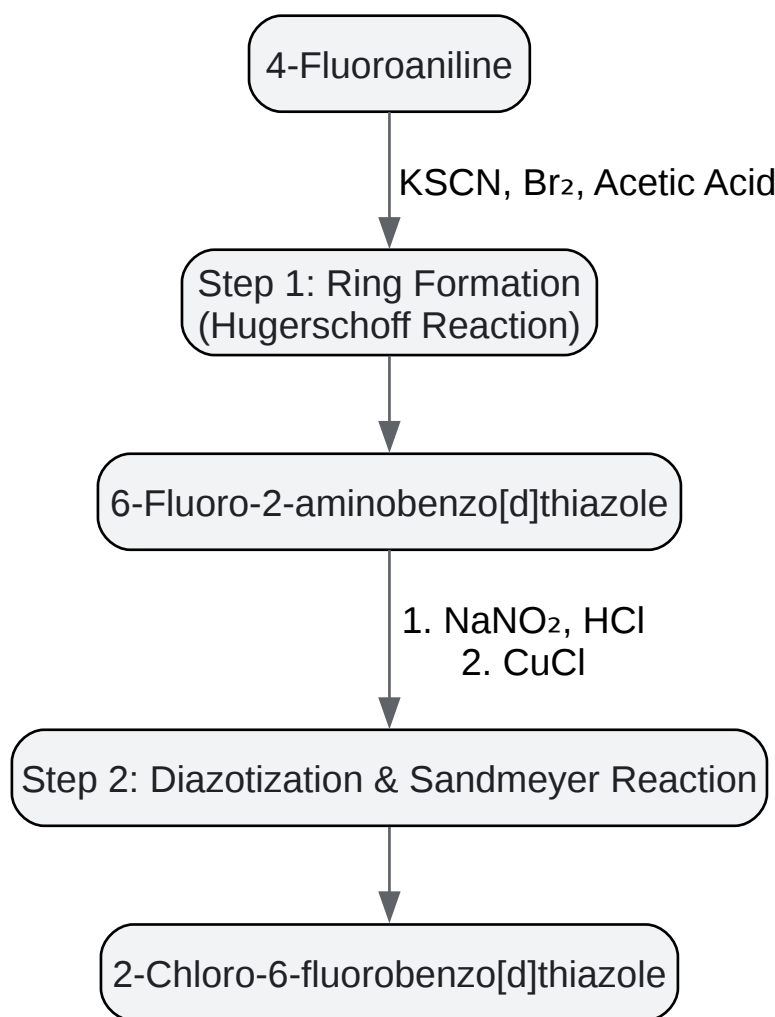 4-Fluoroaniline
KSCN, Br₂, Acetic Acid
Step 1: Ring Formation
(Hugerschoff Reaction)
6-Fluoro-2-aminobenzo[d]thiazole
1. NaNO₂, HCl
2. CuCl
Step 2: Diazotization & Sandmeyer Reaction
2-Chloro-6-fluorobenzo[d]thiazole